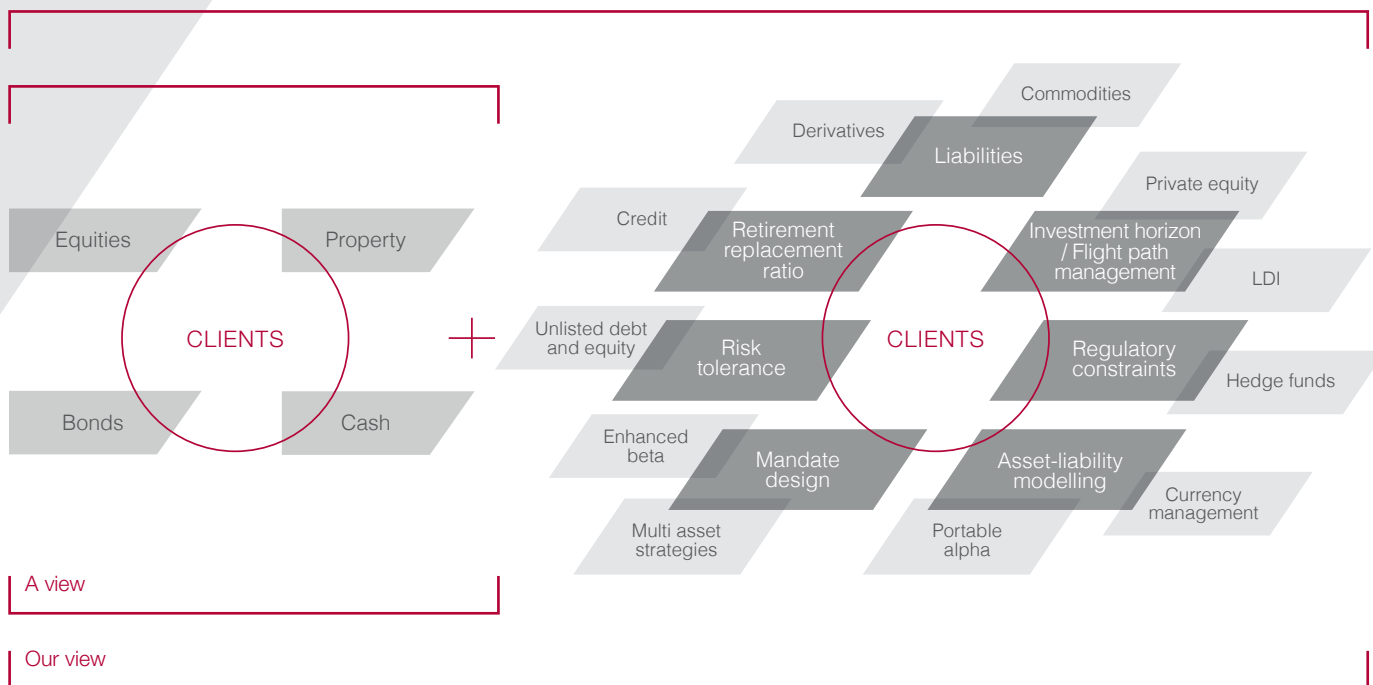 Equities
Property
CLIENTS
Bonds
Cash
A view
Commodities
Derivatives
Liabilities
Private equity
Credit
Retirement
replacement
ratio
Investment horizon
/ Flight path
management
LDI
Unlisted debt
and equity
Risk
tolerance
CLIENTS
Regulatory
constraints
Hedge funds
Enhanced
beta
Mandate
design
Asset-liability
modelling
Currency
management
Multi asset
strategies
Portable
alpha
Our view